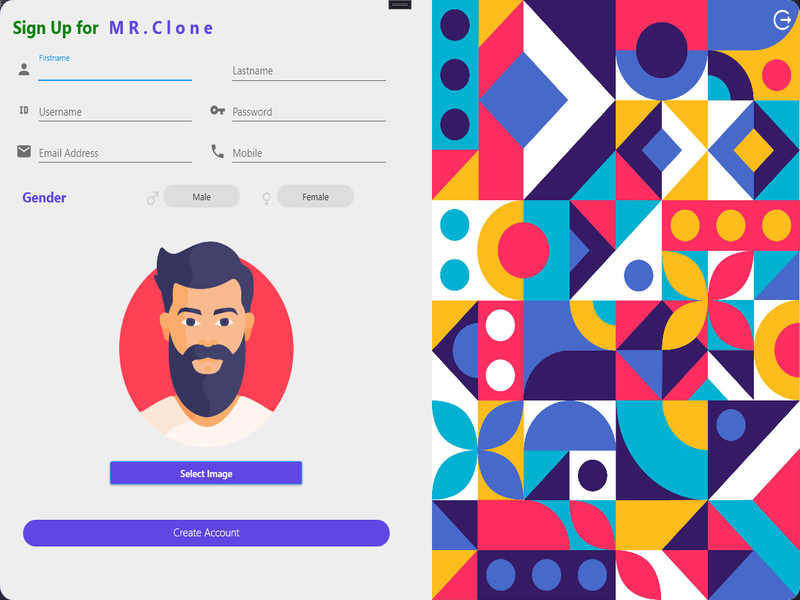 Sign Up for MR.Clone
Firstname
Lastname
ID
Username
Password
Email Address
Mobile
Gender
Male
Female
Select Image
Create Account